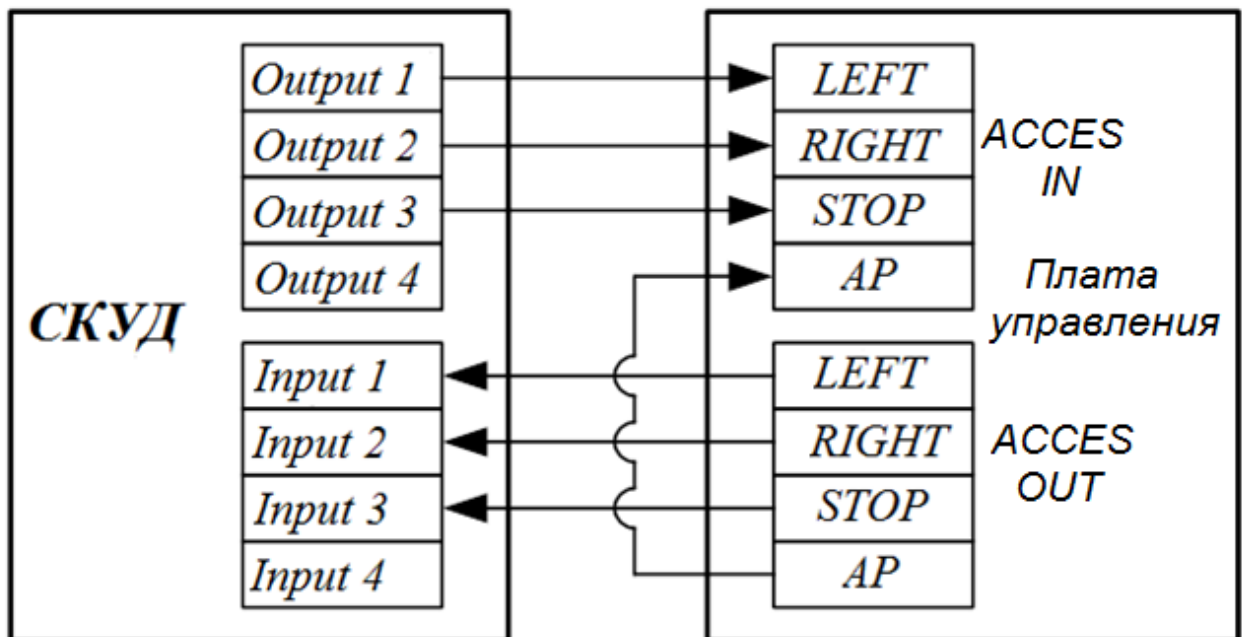 СКУД
Output 1
Output 2
Output 3
Output 4
Input 1
Input 2
Input 3
Input 4
LEFT
RIGHT
STOP
AP
ACCES
IN
Плата
управления
LEFT
RIGHT
STOP
AP
ACCES
OUT